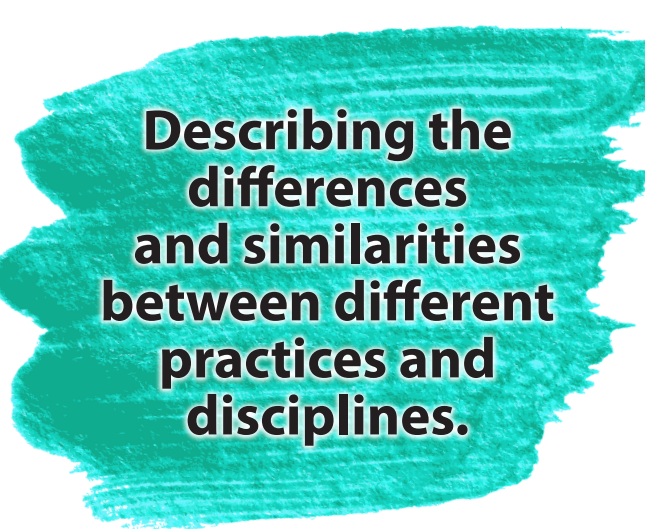 Describing the
differences
and similarities
between different
practices and
disciplines.